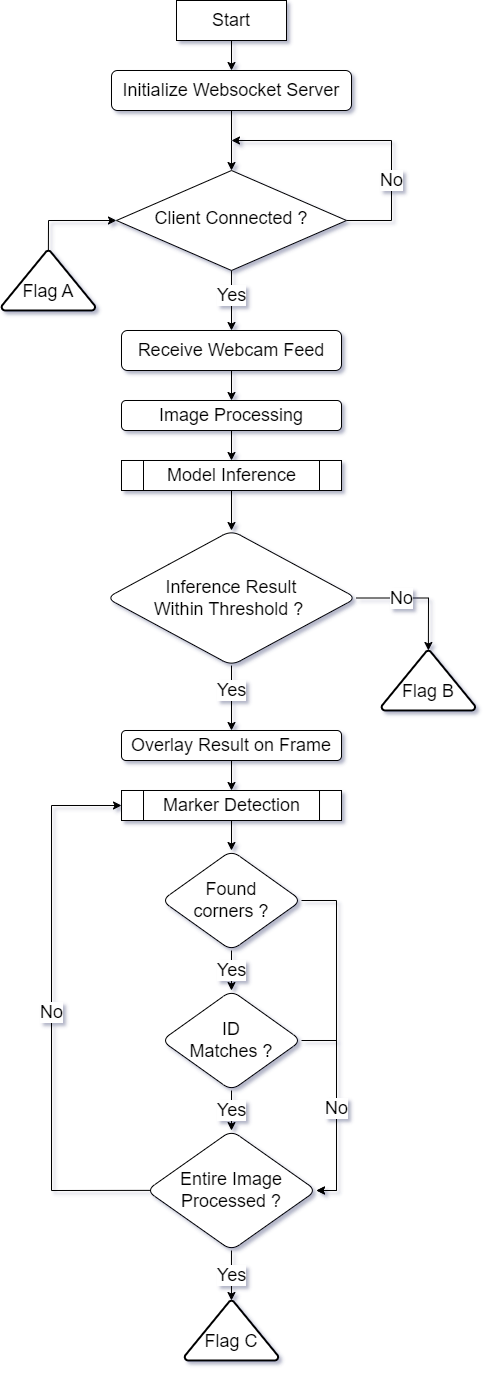 Start
Initialize Websocket Server
No
Client Connected ?
Flag A
Yes
Receive Webcam Feed
Image Processing
Model Inference
Inference Result
Within Threshold ?
No
Yes
Flag B
Overlay Result on Frame
Marker Detection
Found
corners ?
Yes
No
ID
Matches ?
Yes
No
Entire Image
Processed ?
Yes
Flag C